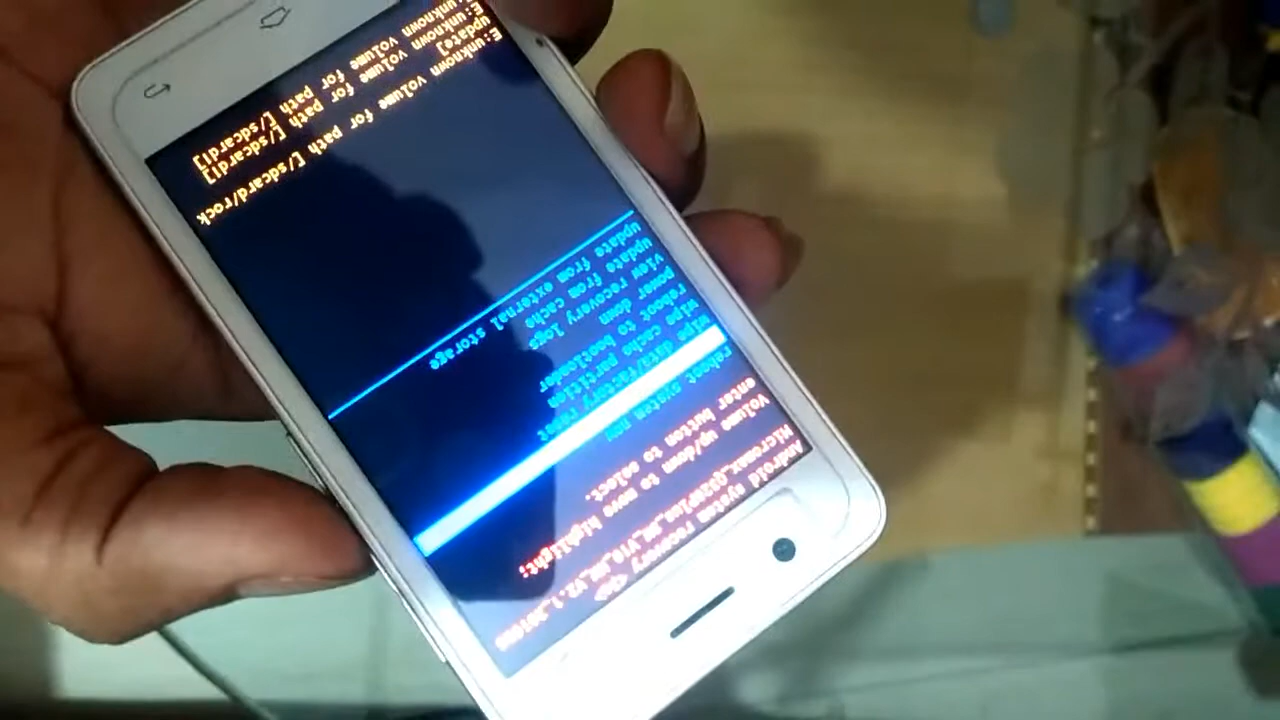 Android system recovery <3e>
Volume up/down to move highlight;
enter button to select.
reboot system now
wipe data/factory reset
wipe cache partition
reboot to bootloader
power down
view recovery logs
update from cache
update from external storage
E:unknown volume for path [/sdcard/rock
update]
E:unknown volume for path [/sdcard1]
E:unknown volume for path [/sdcard1]